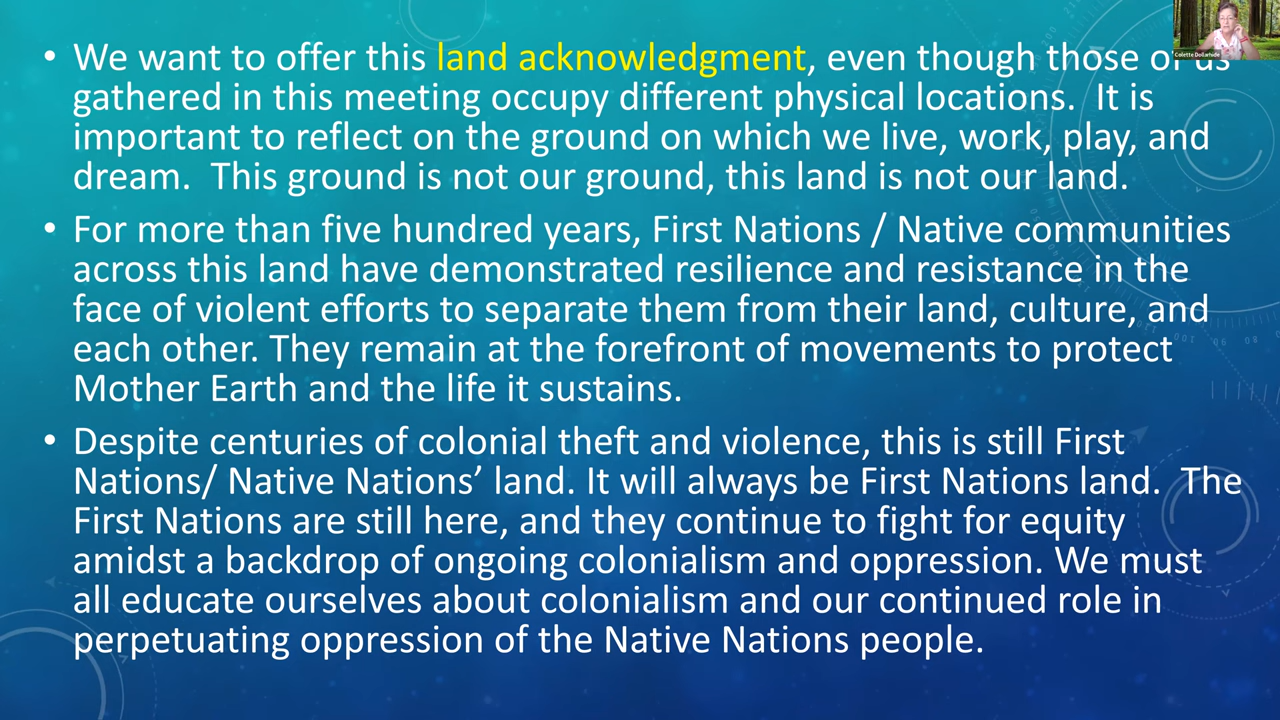 • We want to offer this land acknowledgment, even though those of us
gathered in this meeting occupy different physical locations.  It is
important to reflect on the ground on which we live, work, play, and
dream.  This ground is not our ground, this land is not our land.
• For more than five hundred years, First Nations / Native communities
across this land have demonstrated resilience and resistance in the
face of violent efforts to separate them from their land, culture, and
each other. They remain at the forefront of movements to protect
Mother Earth and the life it sustains.
• Despite centuries of colonial theft and violence, this is still First
Nations/ Native Nations’ land. It will always be First Nations land.  The
First Nations are still here, and they continue to fight for equity
amidst a backdrop of ongoing colonialism and oppression. We must
all educate ourselves about colonialism and our continued role in
perpetuating oppression of the Native Nations people.
Colette Dollarhide